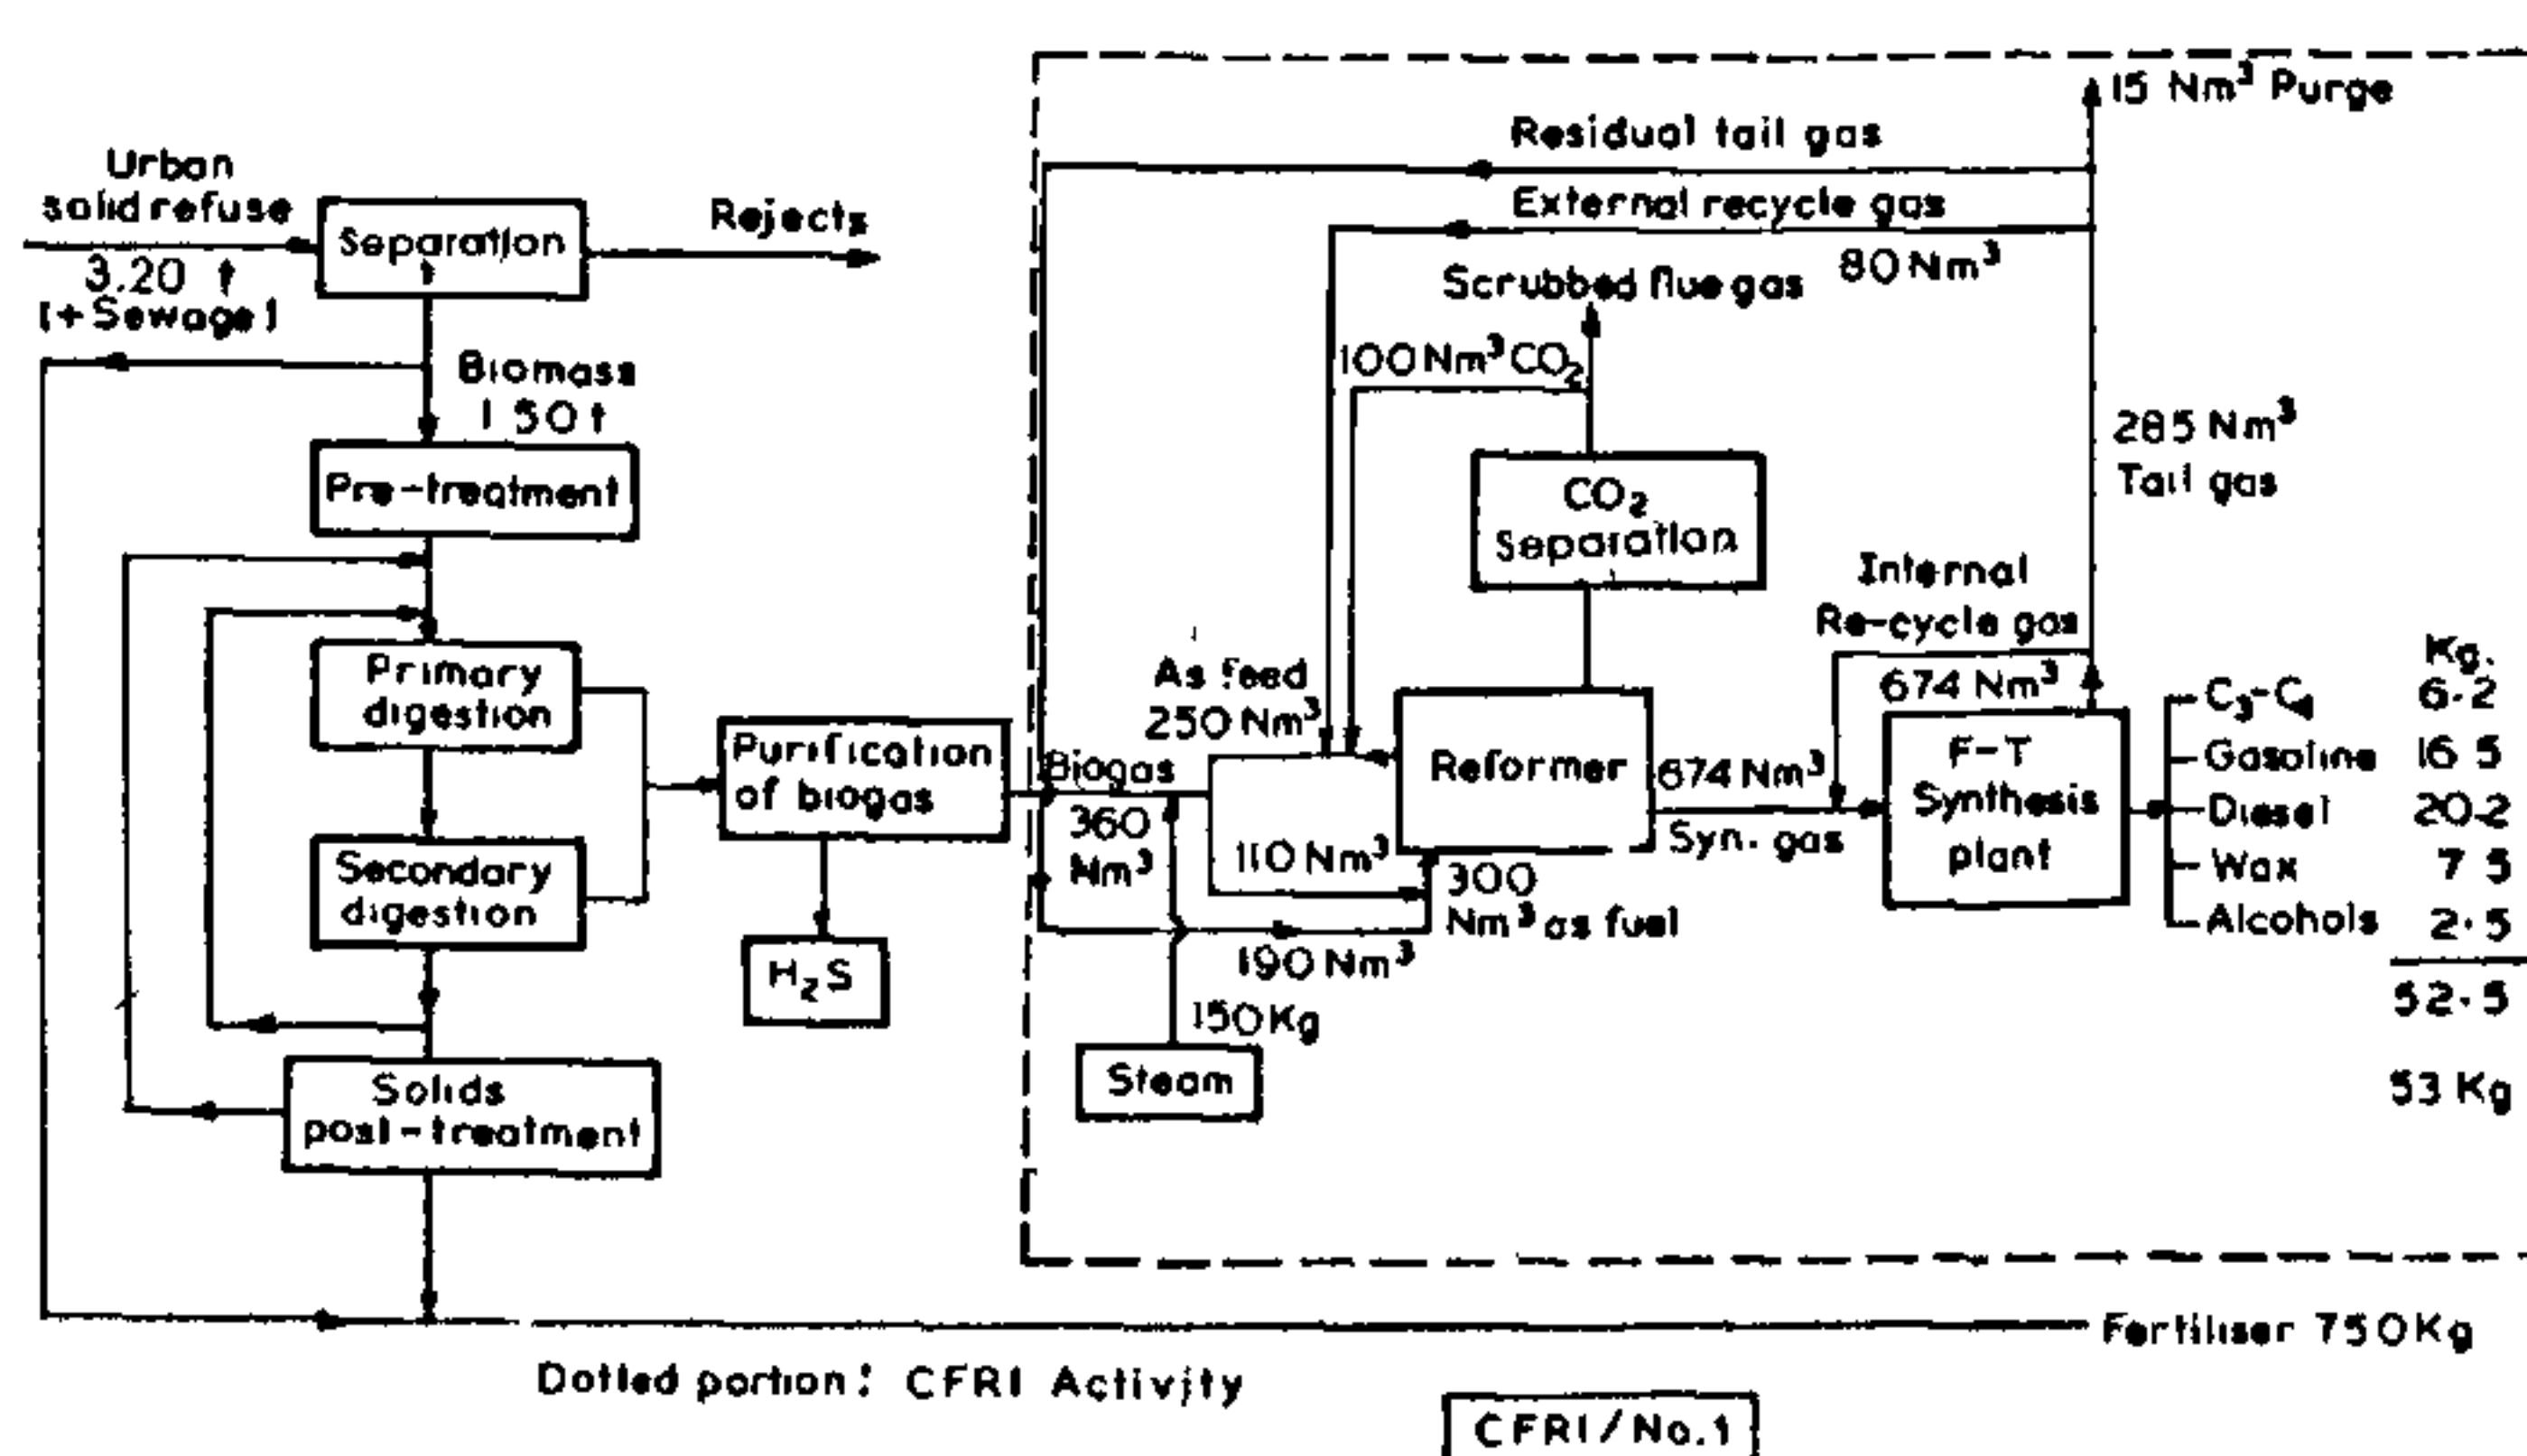 Urban
solid refuse
3.20 t
(+Sewage)
Separation
Rejects
Biomass
1 50 t
Pre-treatment
Primary
digestion
Secondary
digestion
Solids
post-treatment
Purification
of biogas
H2S
Biogas
360
Nm³
As feed
250 Nm³
110 Nm³
190 Nm³
150 Kg
Steam
Reformer
300
Nm³ as fuel
CO2
Separation
100 Nm³ CO2
Scrubbed flue gas
Residual tail gas
External recycle gas
80 Nm³
15 Nm³ Purge
285 Nm³
Tail gas
Internal
Re-cycle gas
674 Nm³
674 Nm³
Syn. gas
F-T
Synthesis
plant
Kg.
C3-C4 6.2
Gasoline 16 5
Diesel 20.2
Wax 7 5
Alcohols 2.5
52.5
53 Kg
Fertiliser 750Kg
Dotted portion: CFRI Activity
CFRI/No.1